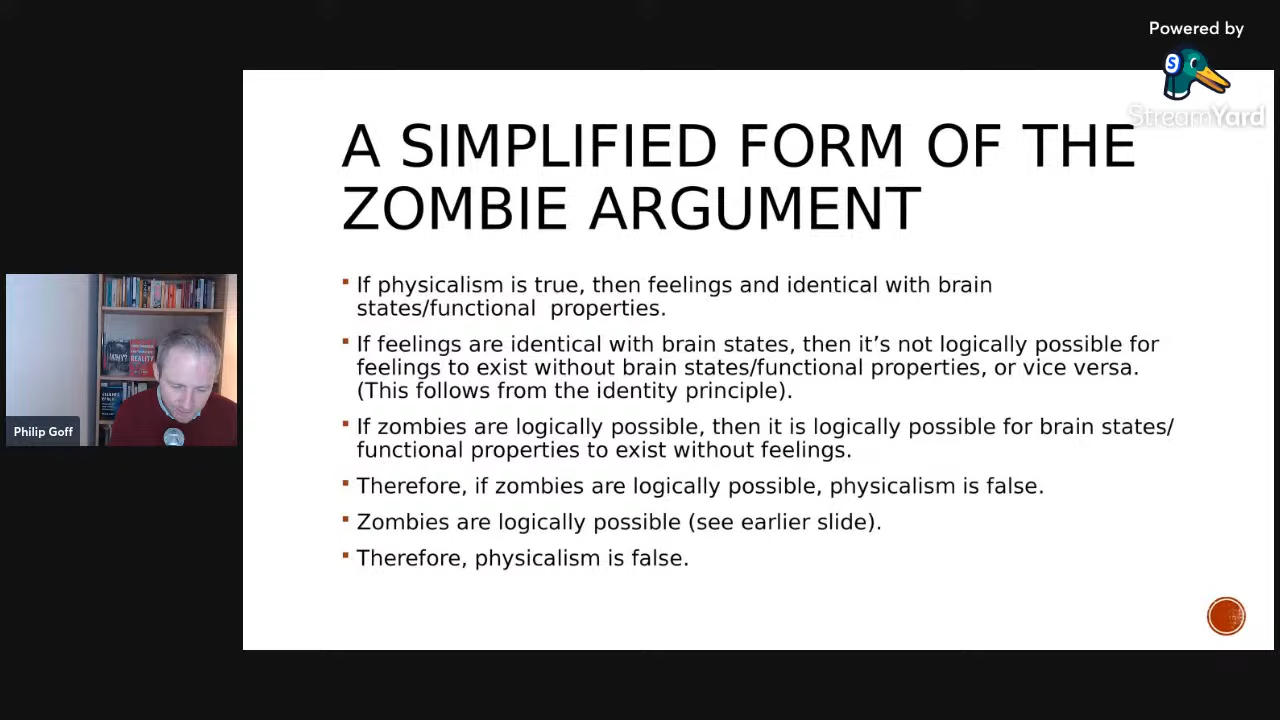 Powered by
StreamYard
A SIMPLIFIED FORM OF THE
ZOMBIE ARGUMENT
If physicalism is true, then feelings and identical with brain
states/functional  properties.
If feelings are identical with brain states, then it’s not logically possible for
feelings to exist without brain states/functional properties, or vice versa.
(This follows from the identity principle).
If zombies are logically possible, then it is logically possible for brain states/
functional properties to exist without feelings.
Therefore, if zombies are logically possible, physicalism is false.
Zombies are logically possible (see earlier slide).
Therefore, physicalism is false.
WHY?
REALITY
Philip Goff